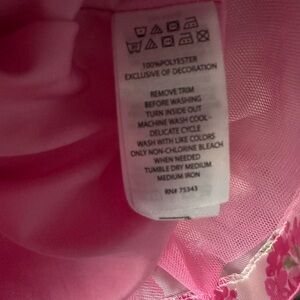 100%POLYESTER
EXCLUSIVE OF DECORATION
REMOVE TRIM
BEFORE WASHING
TURN INSIDE OUT
MACHINE WASH COOL -
DELICATE CYCLE
WASH WITH LIKE COLORS
ONLY NON-CHLORINE BLEACH
WHEN NEEDED
TUMBLE DRY MEDIUM
MEDIUM IRON
RN# 75343